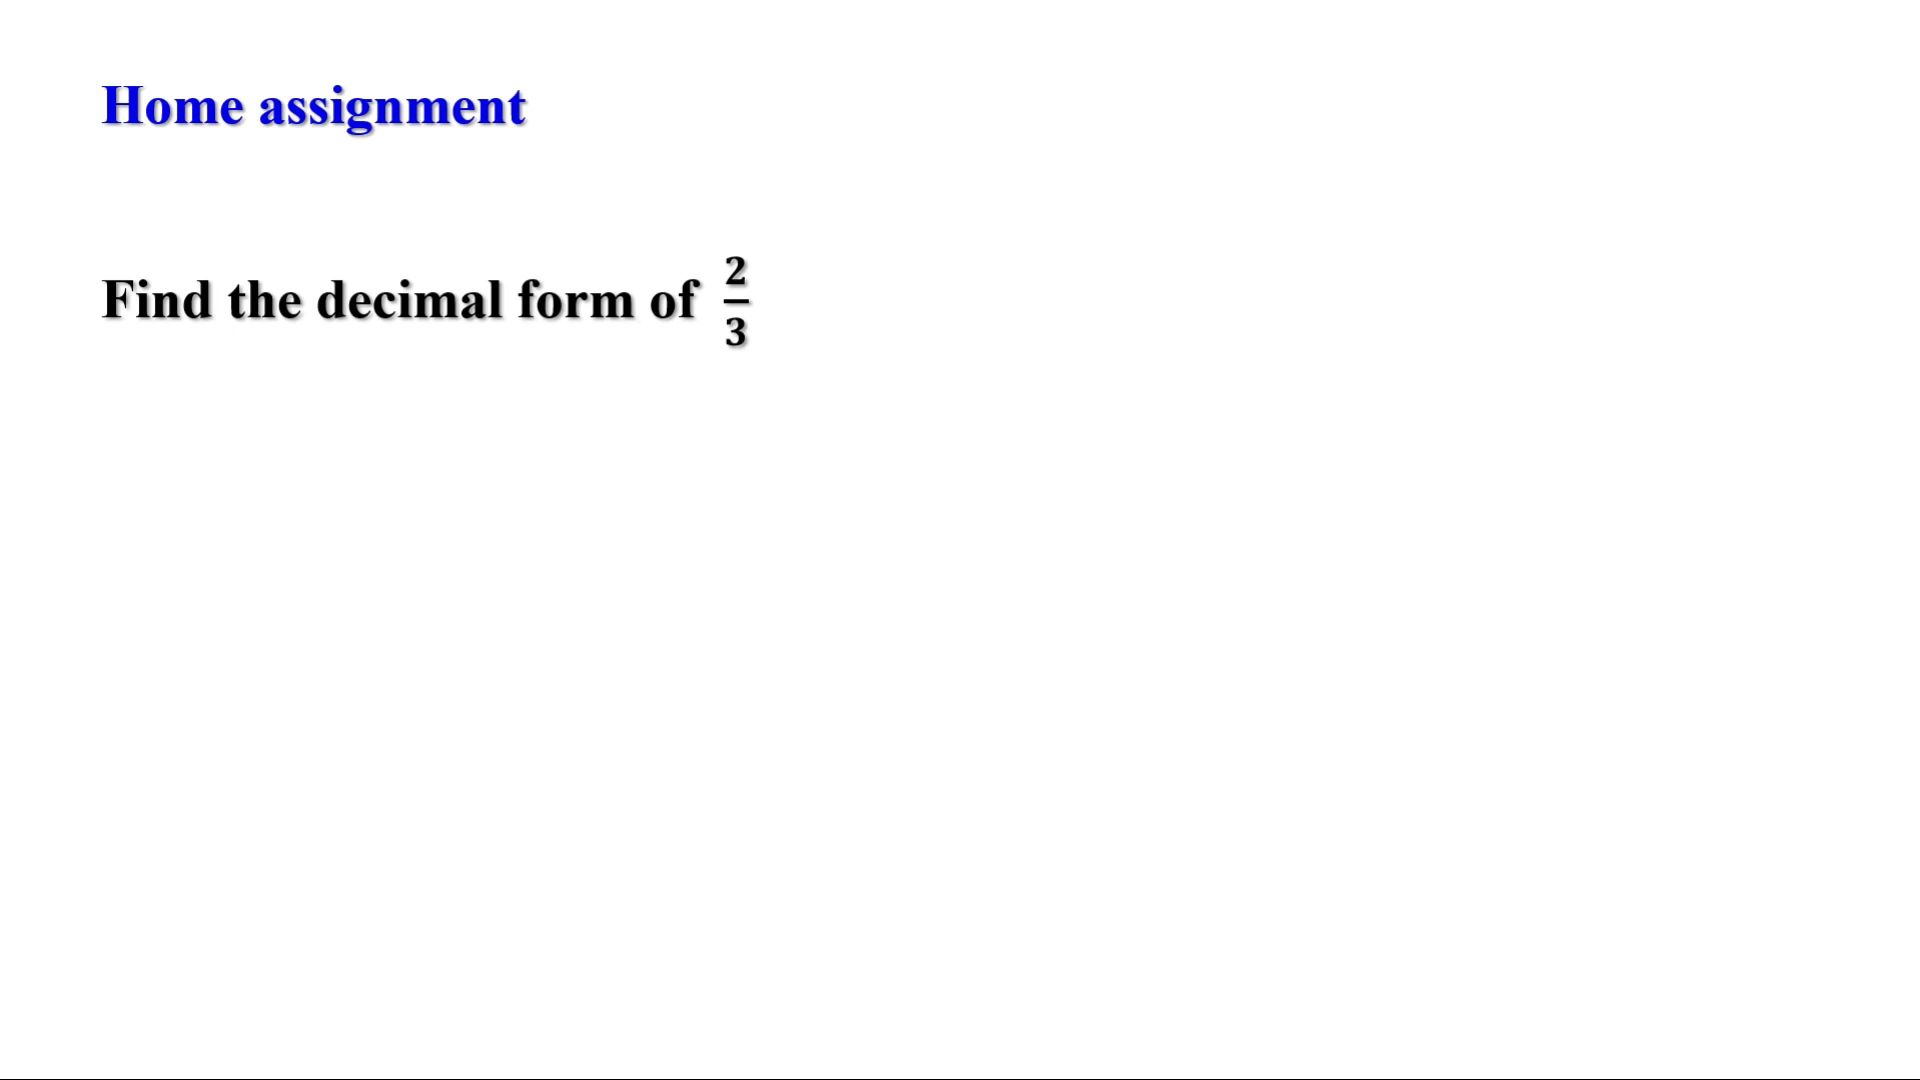 Home assignment
Find the decimal form of 2/3